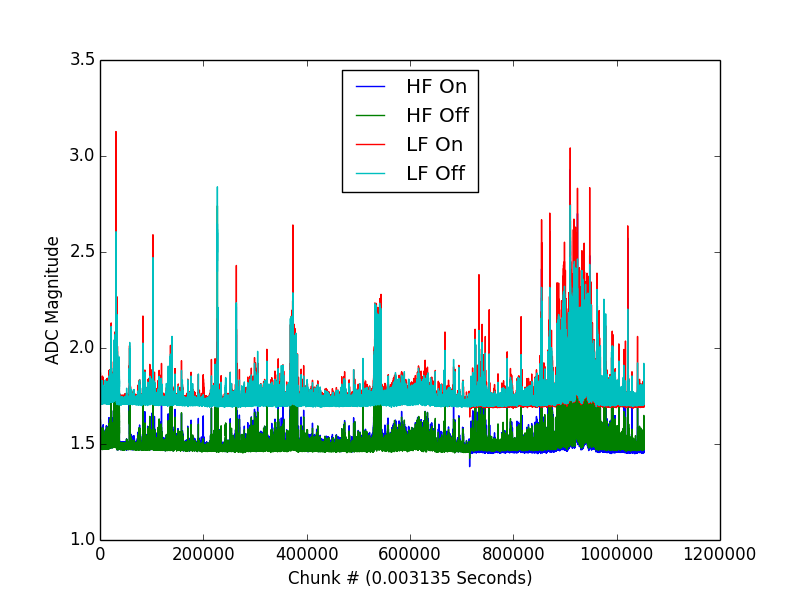 3.5
3.0
2.5
2.0
1.5
1.0
ADC Magnitude
HF On
HF Off
LF On
LF Off
0 200000 400000 600000 800000 1000000 1200000
Chunk # (0.003135 Seconds)